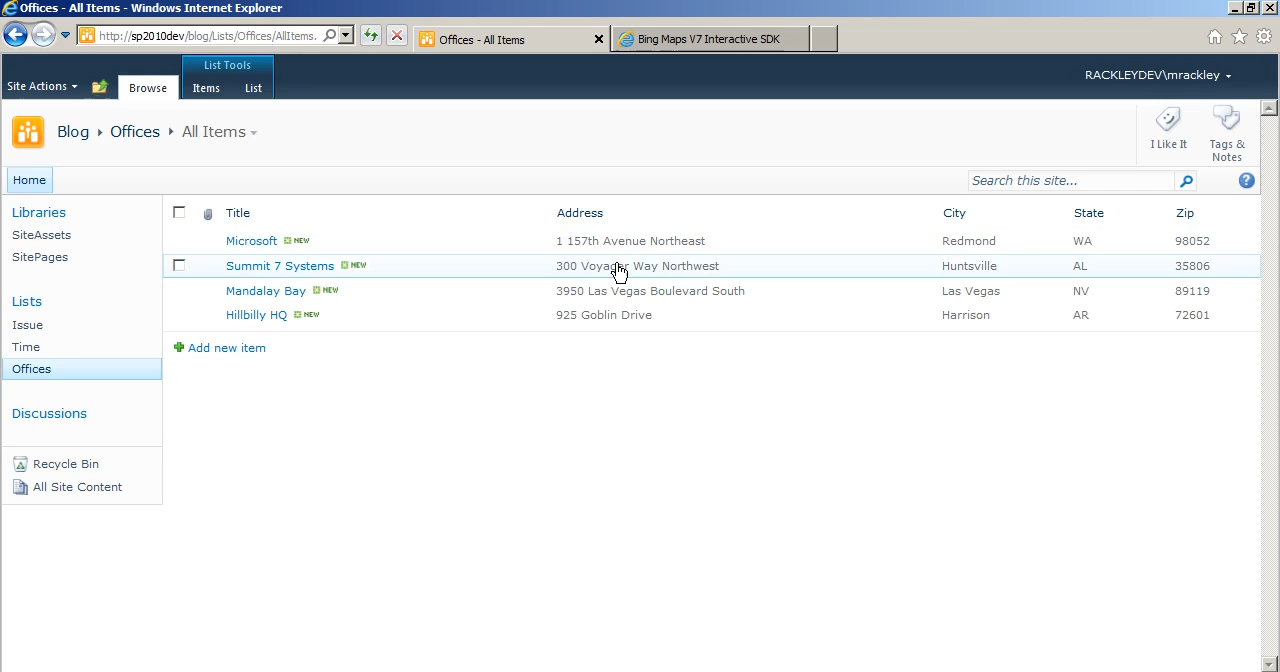 Offices - All Items - Windows Internet Explorer
http://sp2010dev/blog/Lists/Offices/AllItems.
Offices - All Items
Bing Maps V7 Interactive SDK
List Tools
Site Actions
Browse
Items
List
RACKLEYDEV\mrackley
Blog
Offices
All Items
I Like It
Tags &
Notes
Home
Search this site...
Libraries
SiteAssets
SitePages
Lists
Issue
Time
Offices
Discussions
Recycle Bin
All Site Content
Title Address City State Zip
Microsoft NEW 1 157th Avenue Northeast Redmond WA 98052
Summit 7 Systems NEW 300 Voyager Way Northwest Huntsville AL 35806
Mandalay Bay NEW 3950 Las Vegas Boulevard South Las Vegas NV 89119
Hillbilly HQ NEW 925 Goblin Drive Harrison AR 72601
Add new item